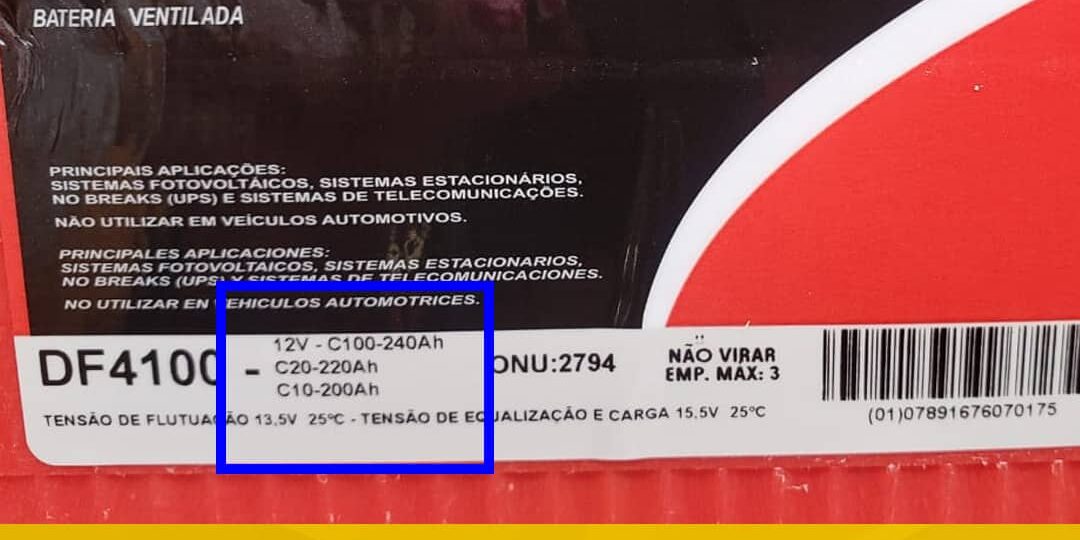 BATERIA VENTILADA
PRINCIPAIS APLICAÇÕES:
SISTEMAS FOTOVOLTÁICOS, SISTEMAS ESTACIONÁRIOS,
NO BREAKS (UPS) E SISTEMAS DE TELECOMUNICAÇÕES.
NÃO UTILIZAR EM VEÍCULOS AUTOMOTIVOS.
PRINCIPALES APLICACIONES:
SISTEMAS FOTOVOLTAICOS, SISTEMAS ESTACIONARIOS,
NO BREAKS (UPS) Y SISTEMAS DE TELECOMUNICACIONES.
NO UTILIZAR EN VEHICULOS AUTOMOTRICES.
DF4100 - 12V - C100-240Ah
C20-220Ah
C10-200Ah
ONU:2794
NÃO VIRAR
EMP. MAX: 3
TENSÃO DE FLUTUAÇÃO 13,5V 25ºC - TENSÃO DE EQUALIZAÇÃO E CARGA 15,5V 25ºC
(01)07891676070175